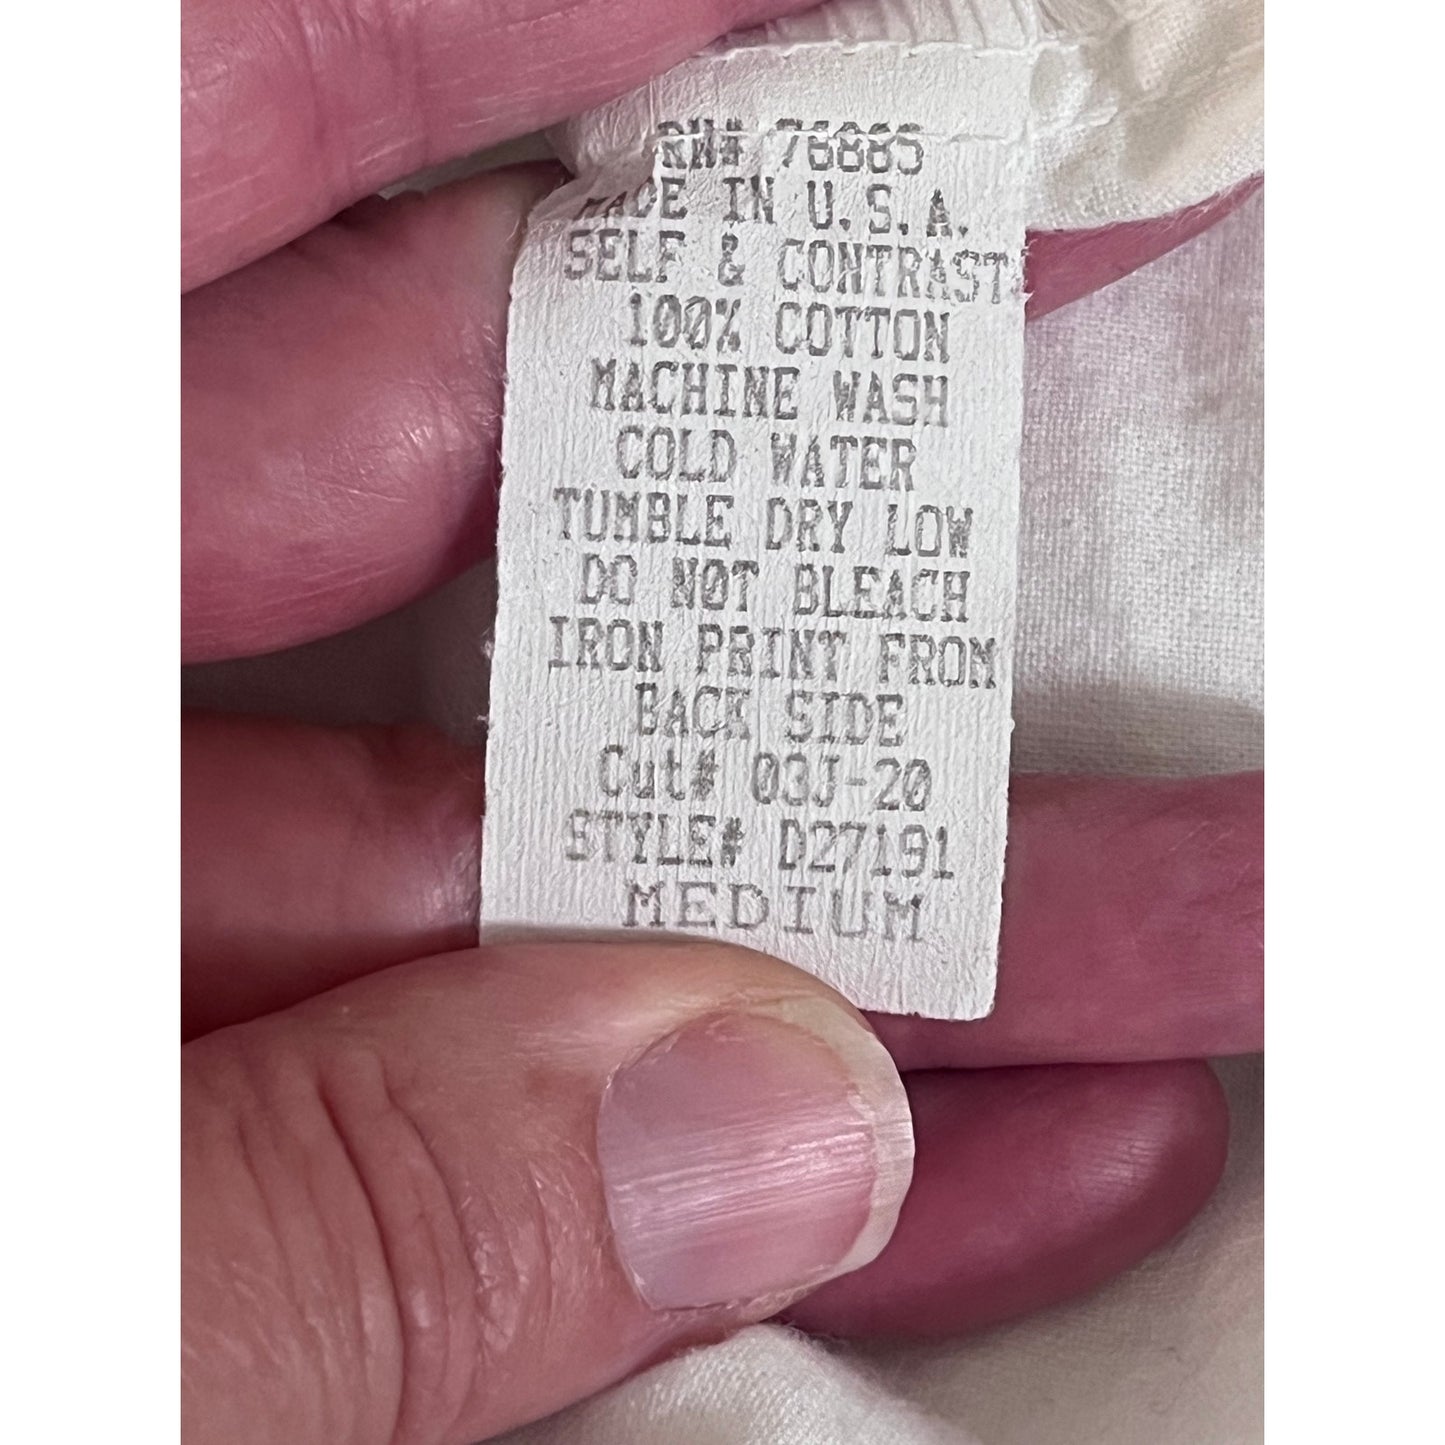 RN# 76885
MADE IN U.S.A.
SELF & CONTRAST
100% COTTON
MACHINE WASH
COLD WATER
TUMBLE DRY LOW
DO NOT BLEACH
IRON PRINT FROM
BACK SIDE
Cut# 03J-20
STYLE# D27191
MEDIUM